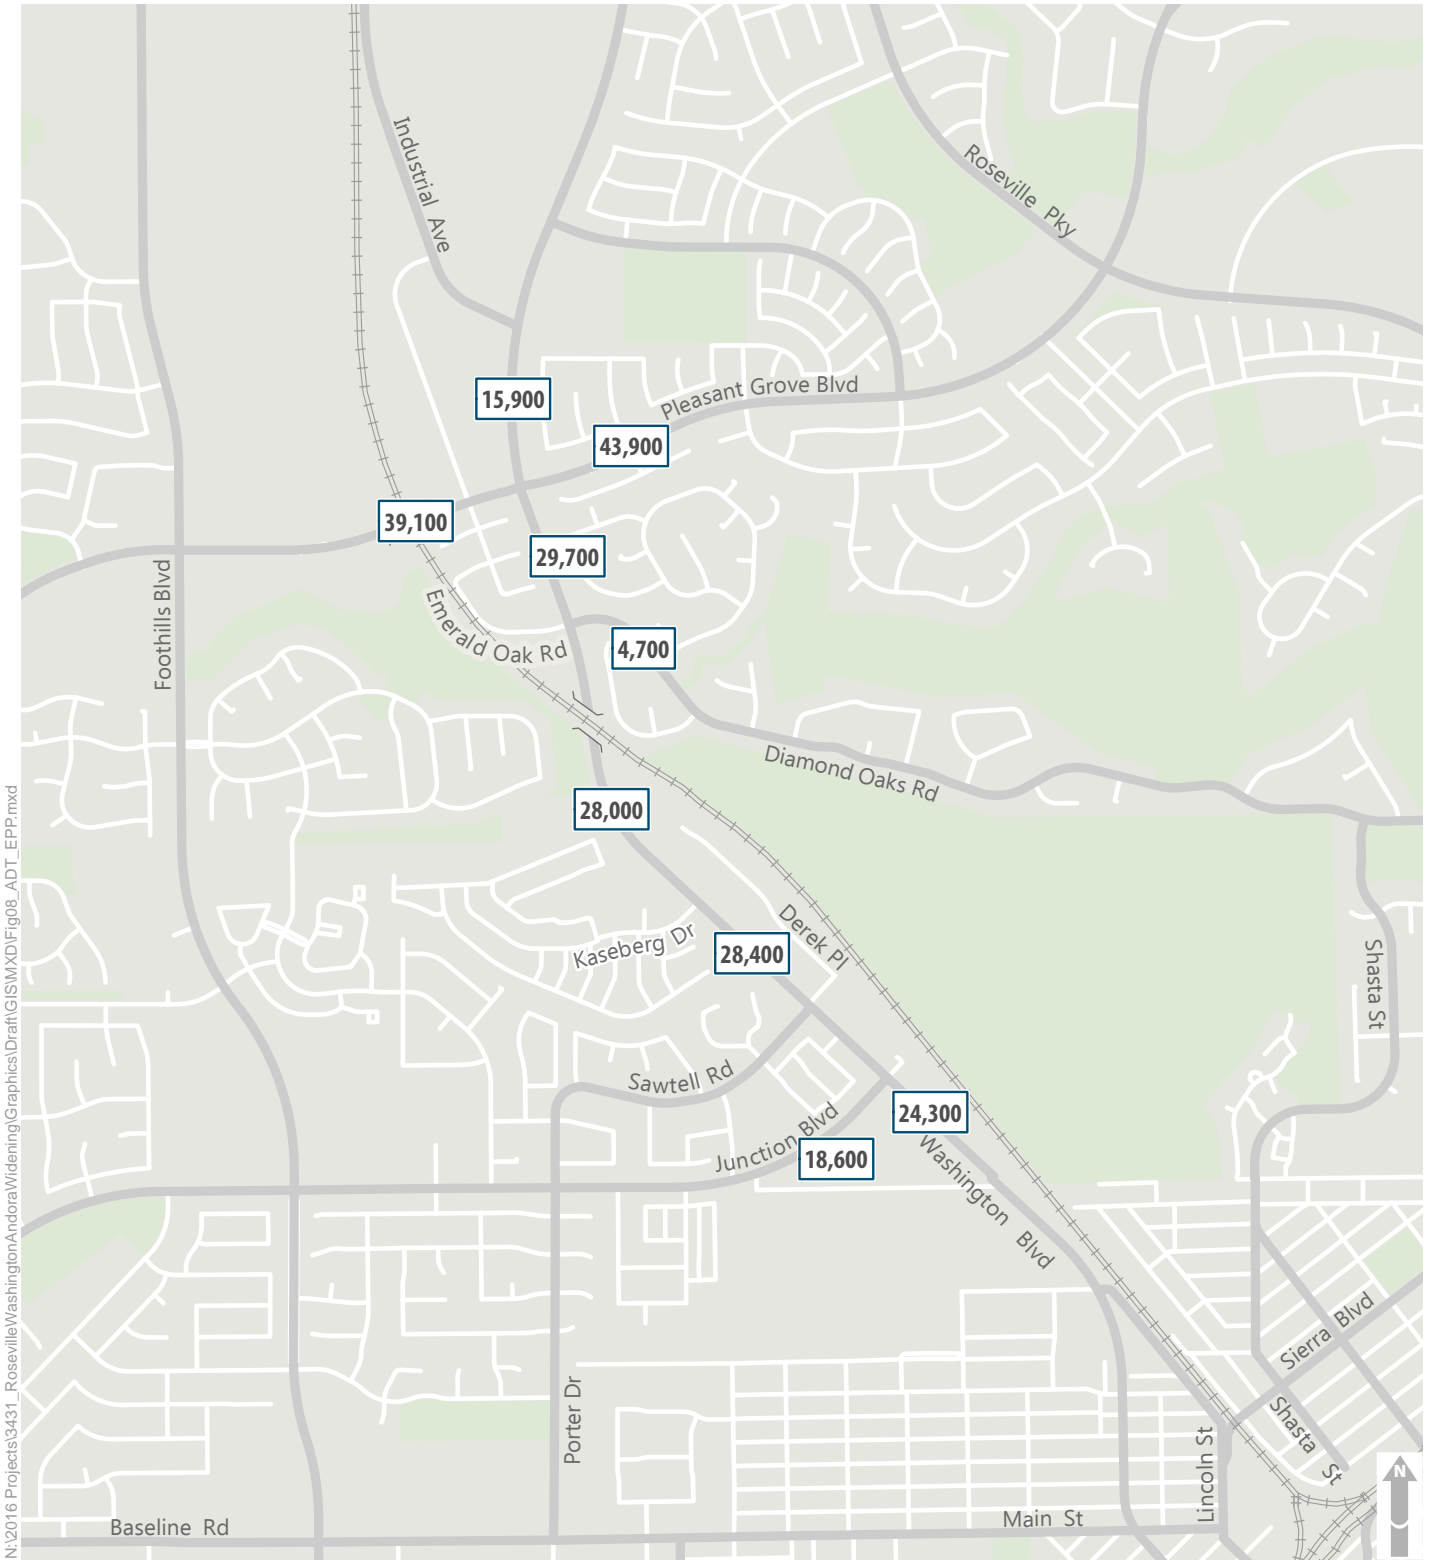 Industrial Ave
Roseville Pky
15,900
Pleasant Grove Blvd
43,900
39,100
29,700
Foothills Blvd
Emerald Oak Rd
4,700
Diamond Oaks Rd
28,000
Derek Pl
Kaseberg Dr
28,400
Shasta St
Sawtell Rd
24,300
Junction Blvd
18,600
Washington Blvd
Sierra Blvd
Porter Dr
Shasta St
Lincoln St
N
Main St
Baseline Rd
N:\2016 Projects\3431_RosevilleWashingtonAndoraWidening\Graphics\Draft\GIS\MXD\Fig08_ADT_EPP.mxd